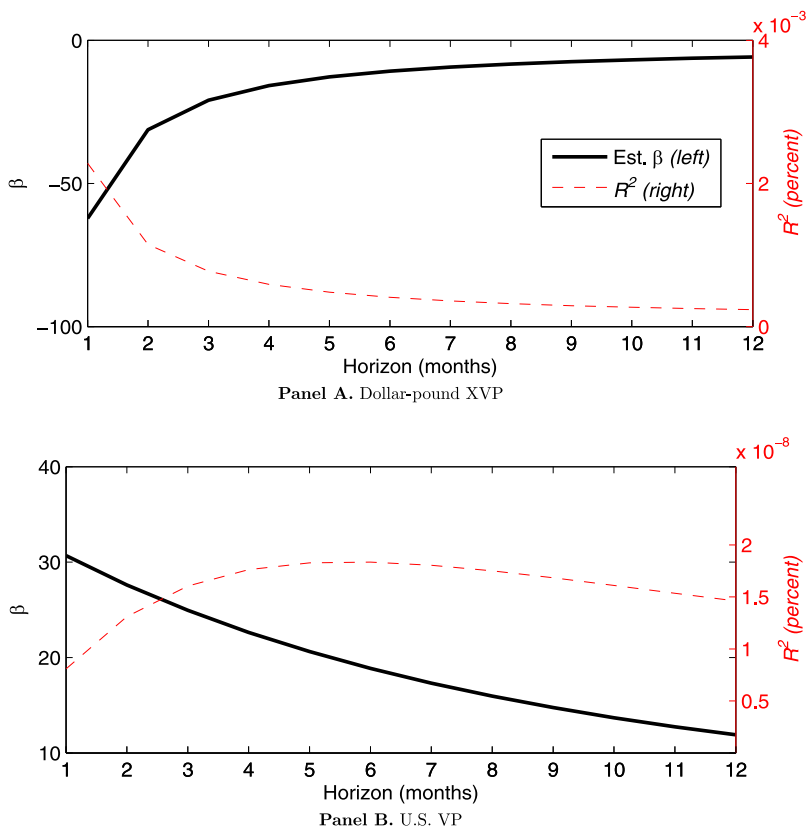 x 10⁻³
0
4
−50
2
−100
0
β
R² (percent)
Est. β (left)
R² (right)
1 2 3 4 5 6 7 8 9 10 11 12
Horizon (months)
Panel A. Dollar-pound XVP
x 10⁻⁸
40
30
20
10
2
1.5
1
0.5
β
R² (percent)
1 2 3 4 5 6 7 8 9 10 11 12
Horizon (months)
Panel B. U.S. VP